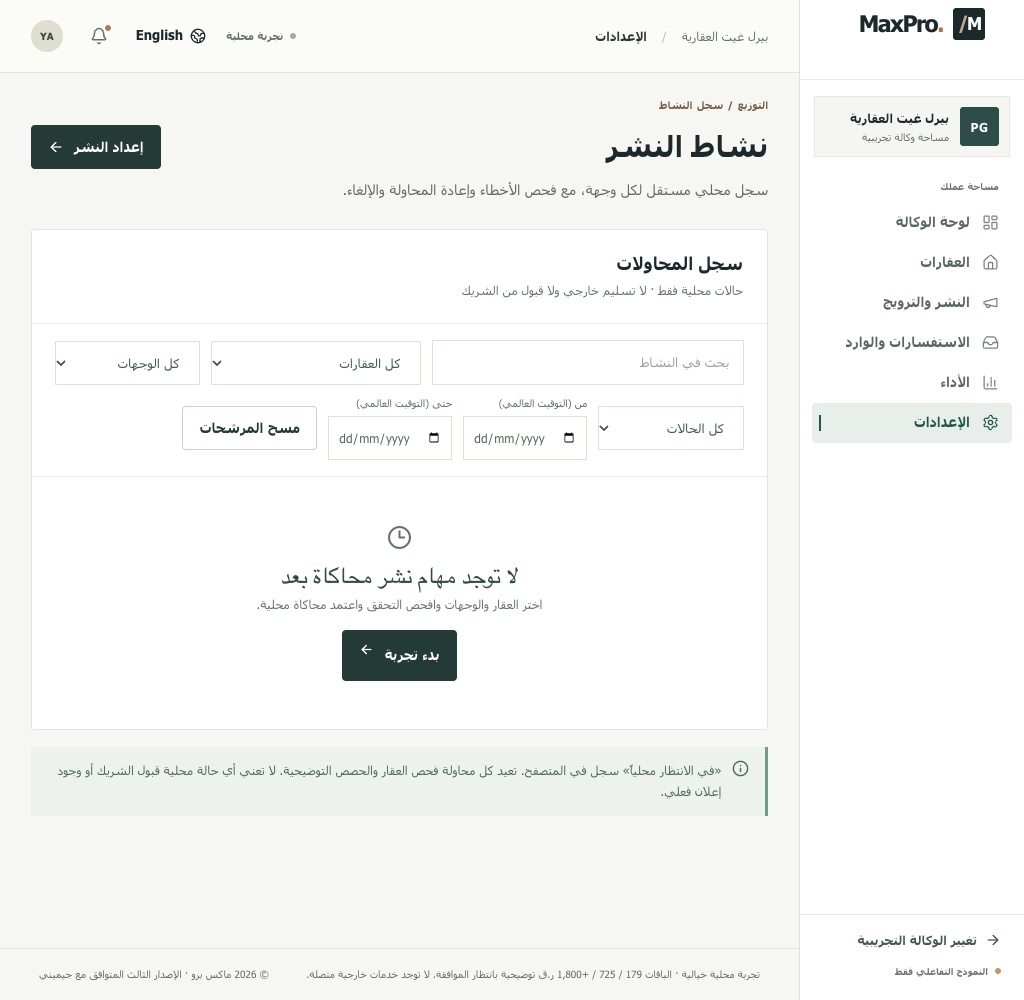 MaxPro.
/M
بيرل غيت العقارية
مساحة وكالة تجريبية
PG
مساحة عملك
لوحة الوكالة
العقارات
النشر والترويج
الاستفسارات والوارد
الأداء
الإعدادات
تغيير الوكالة التجريبية
النموذج التفاعلي فقط
بيرل غيت العقارية / الإعدادات
تجربة محلية
English
YA
التوزيع / سجل النشاط
نشاط النشر
إعداد النشر
سجل محلي مستقل لكل وجهة، مع فحص الأخطاء وإعادة المحاولة والإلغاء.
سجل المحاولات
حالات محلية فقط · لا تسليم خارجي ولا قبول من الشريك
بحث في النشاط
كل العقارات
كل الوجهات
كل الحالات
من (التوقيت العالمي)
dd/mm/yyyy
حتى (التوقيت العالمي)
dd/mm/yyyy
مسح المرشحات
لا توجد مهام نشر محاكاة بعد
اختر العقار والوجهات وافحص التحقق واعتمد محاكاة محلية.
بدء تجربة
«في الانتظار محلياً» سجل في المتصفح. تعيد كل محاولة فحص العقار والحصص التوضيحية. لا تعني أي حالة محلية قبول الشريك أو وجود
إعلان فعلي.
تجربة محلية خيالية · الباقات 179 / 725 / 1,800+ ر.ق توضيحية بانتظار الموافقة. لا توجد خدمات خارجية متصلة.
© 2026 ماكس برو · الإصدار الثالث المتوافق مع جيميني